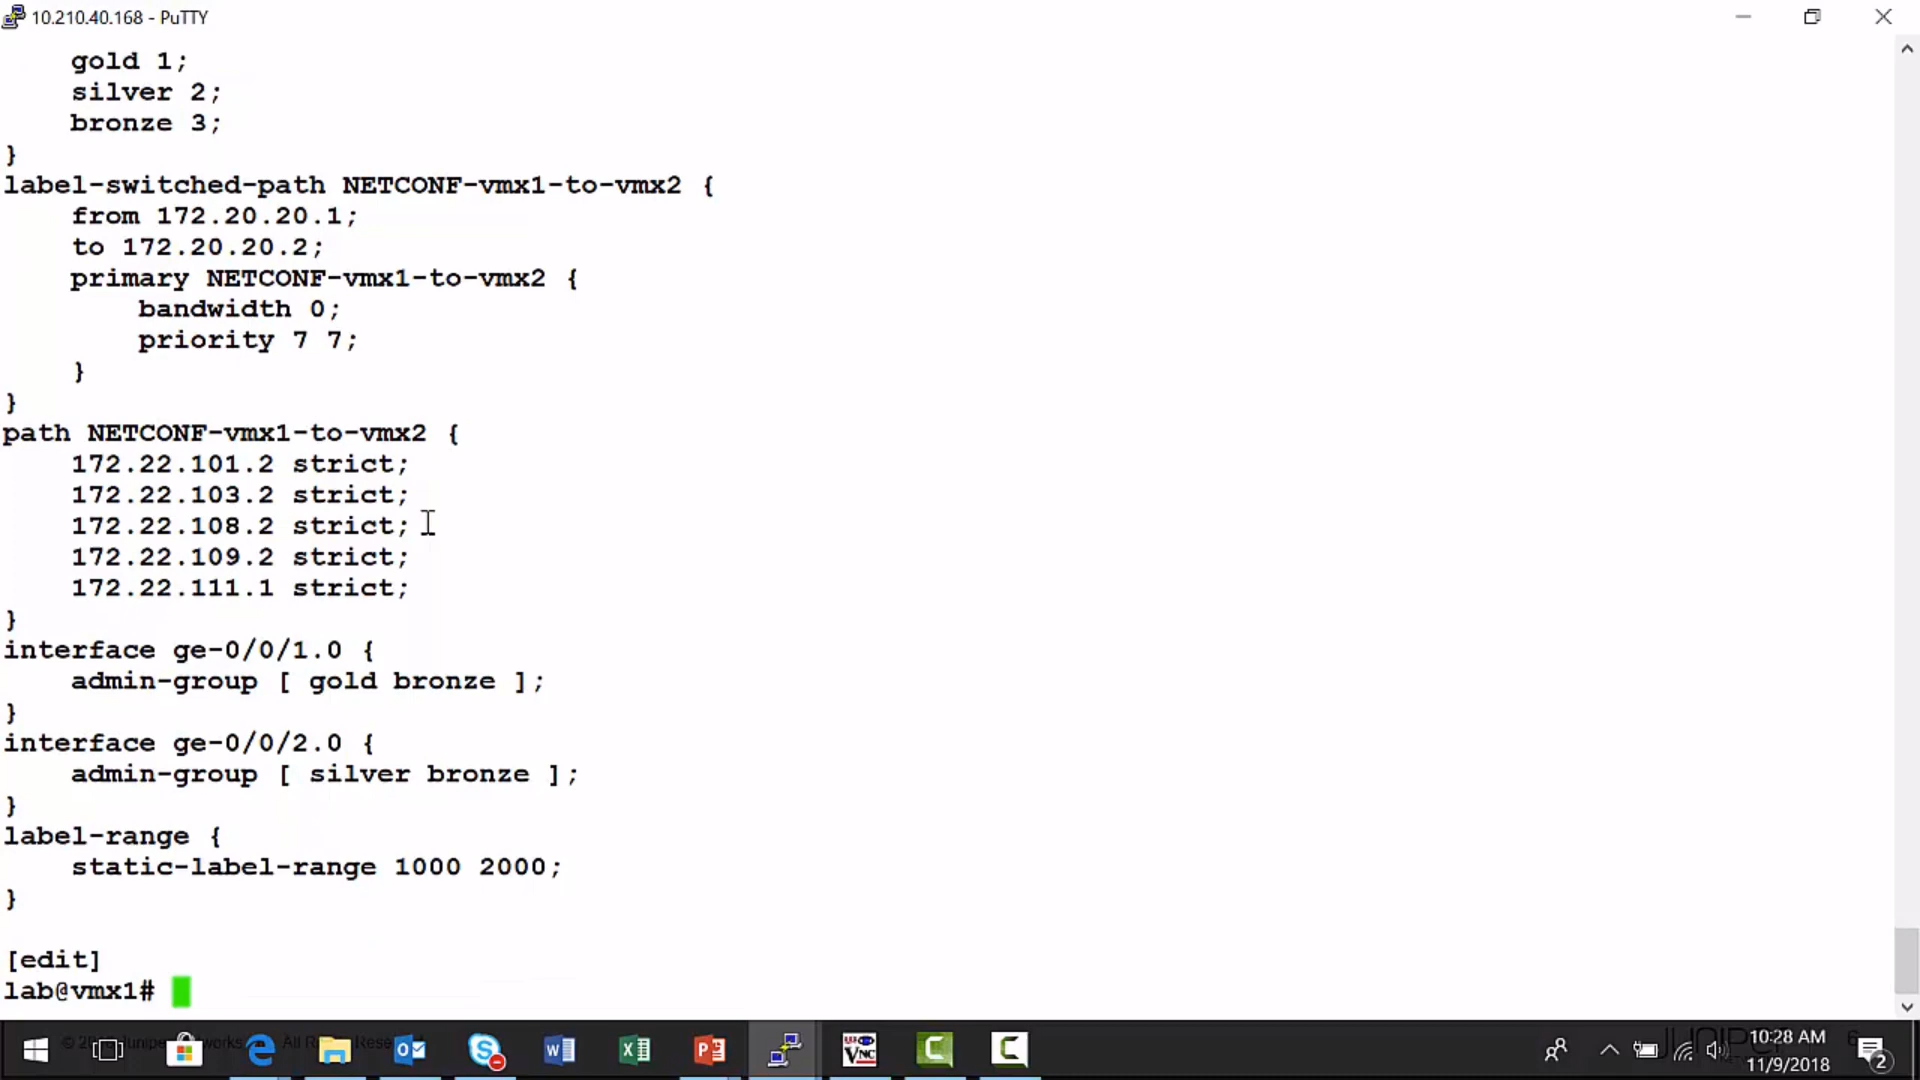 10.210.40.168 - PuTTY
gold 1;
silver 2;
bronze 3;
}
label-switched-path NETCONF-vmx1-to-vmx2 {
from 172.20.20.1;
to 172.20.20.2;
primary NETCONF-vmx1-to-vmx2 {
bandwidth 0;
priority 7 7;
}
}
path NETCONF-vmx1-to-vmx2 {
172.22.101.2 strict;
172.22.103.2 strict;
172.22.108.2 strict;
172.22.109.2 strict;
172.22.111.1 strict;
}
interface ge-0/0/1.0 {
admin-group [ gold bronze ];
}
interface ge-0/0/2.0 {
admin-group [ silver bronze ];
}
label-range {
static-label-range 1000 2000;
}
[edit]
lab@vmx1#
10:28 AM
11/9/2018
2